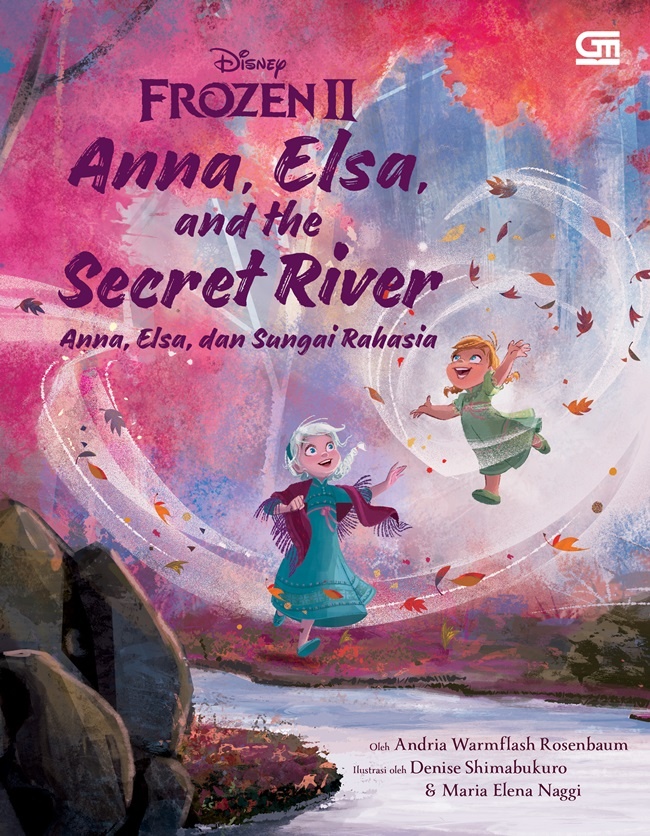 GM
Disney
FROZEN II
Anna, Elsa,
and the
Secret River
Anna, Elsa, dan Sungai Rahasia
Oleh Andria Warmflash Rosenbaum
Ilustrasi oleh Denise Shimabukuro
& Maria Elena Naggi